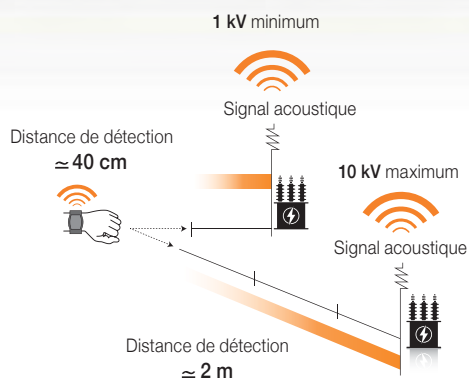 1 kV minimum
Signal acoustique
Distance de détection
≃ 40 cm
10 kV maximum
Signal acoustique
Distance de détection
≃ 2 m